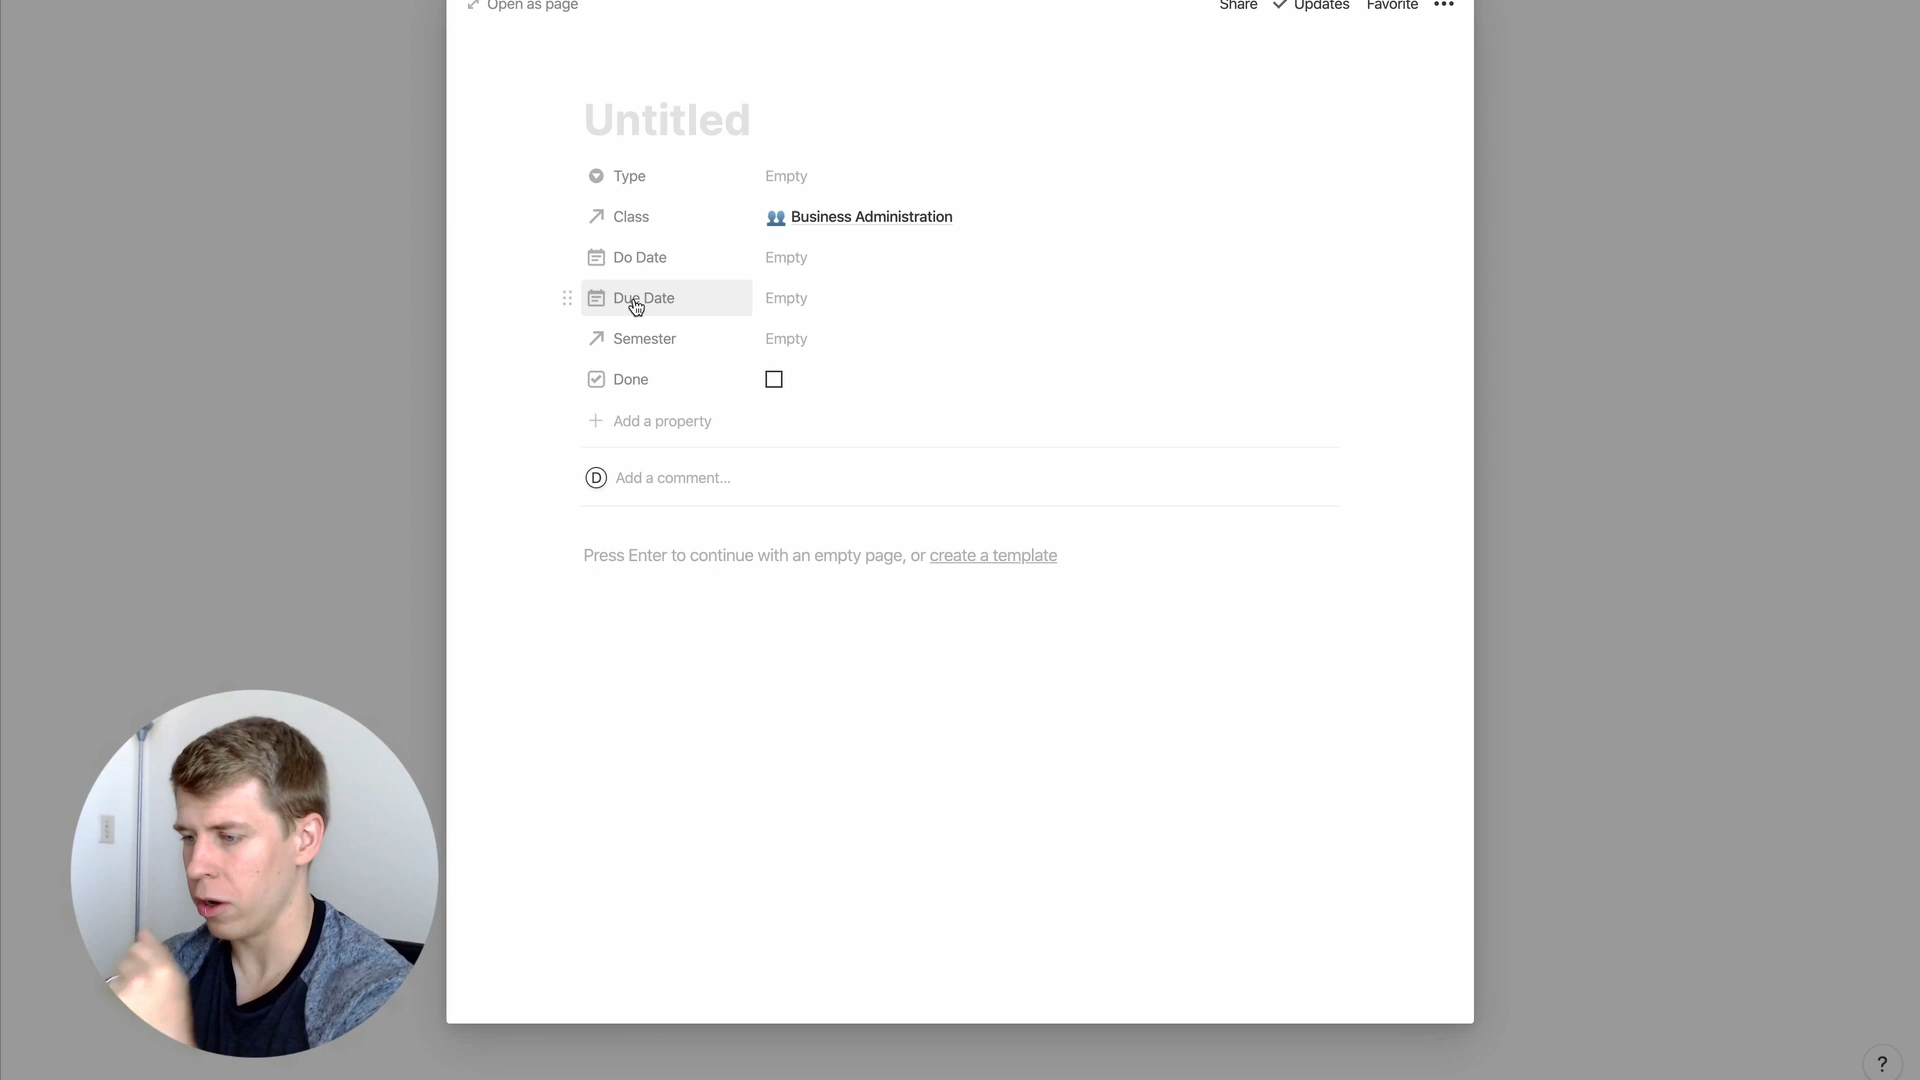 Open as page Share Updates Favorite
Untitled
Type Empty
Class Business Administration
Do Date Empty
Due Date Empty
Semester Empty
Done
Add a property
D Add a comment...
Press Enter to continue with an empty page, or create a template
?